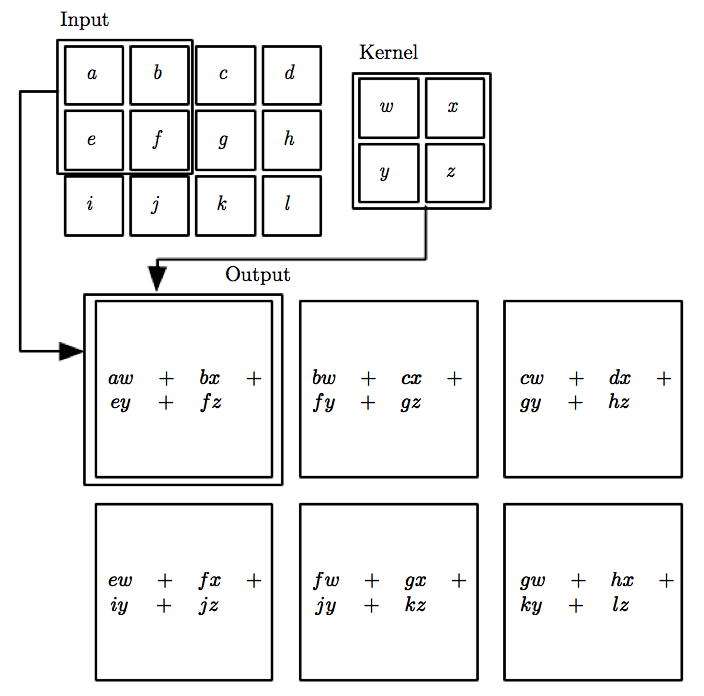 Input
a b c d
Kernel
w x
e f g h
y z
i j k l
Output
aw + bx +
ey + fz
bw + cx +
fy + gz
cw + dx +
gy + hz
ew + fx +
iy + jz
fw + gx +
jy + kz
gw + hx +
ky + lz